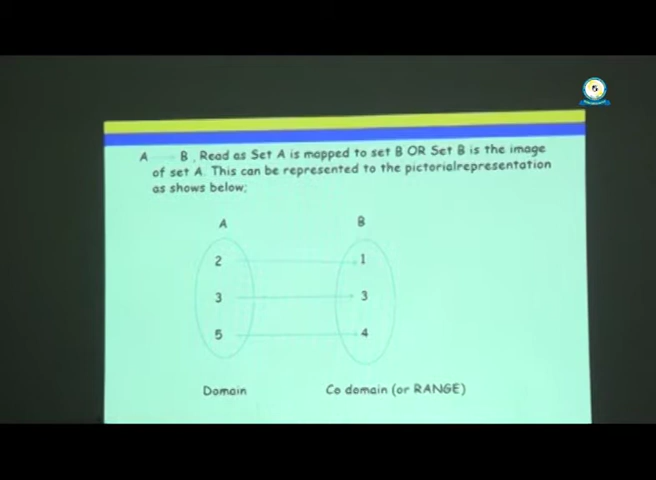 A B , Read as Set A is mapped to set B OR Set B is the image
of set A. This can be represented to the pictorialrepresentation
as shows below;
A B
2 1
3 3
5 4
Domain Co domain (or RANGE)